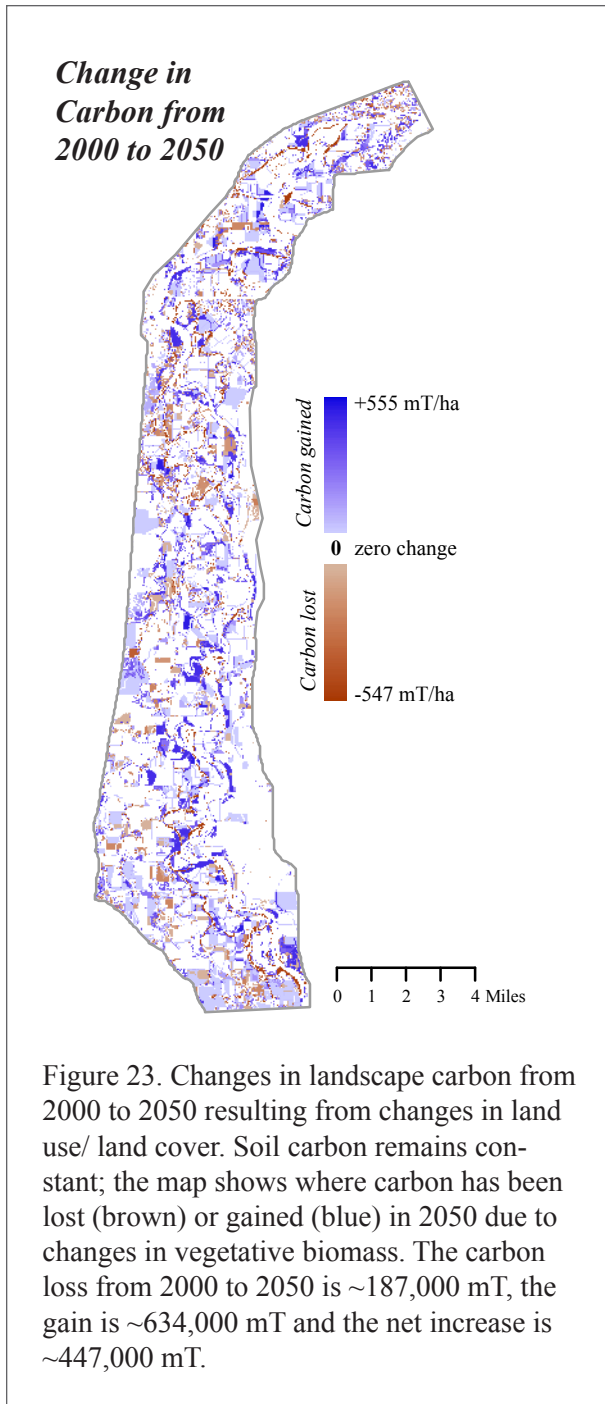 Change in
Carbon from
2000 to 2050
Carbon gained
+555 mT/ha
0 zero change
Carbon lost
-547 mT/ha
0 1 2 3 4 Miles
Figure 23. Changes in landscape carbon from
2000 to 2050 resulting from changes in land
use/ land cover. Soil carbon remains con-
stant; the map shows where carbon has been
lost (brown) or gained (blue) in 2050 due to
changes in vegetative biomass. The carbon
loss from 2000 to 2050 is ~187,000 mT, the
gain is ~634,000 mT and the net increase is
~447,000 mT.